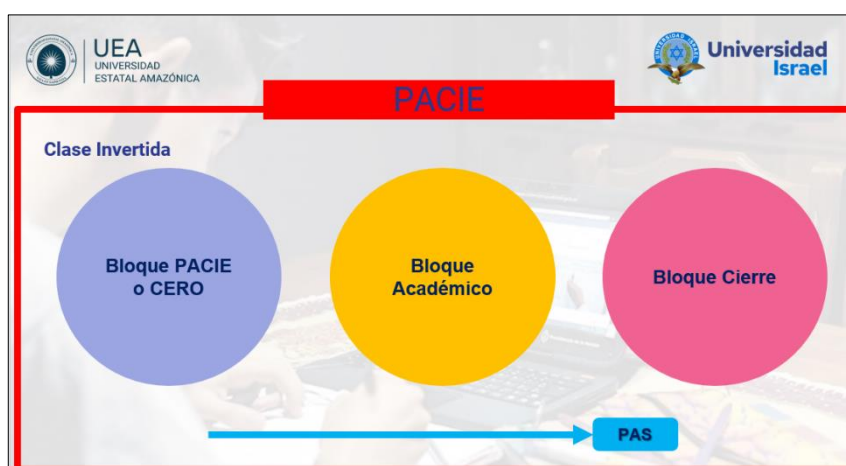 UEA
UNIVERSIDAD
ESTATAL AMAZÓNICA
Universidad
Israel
PACIE
Clase Invertida
Bloque PACIE
o CERO
Bloque
Académico
Bloque Cierre
PAS